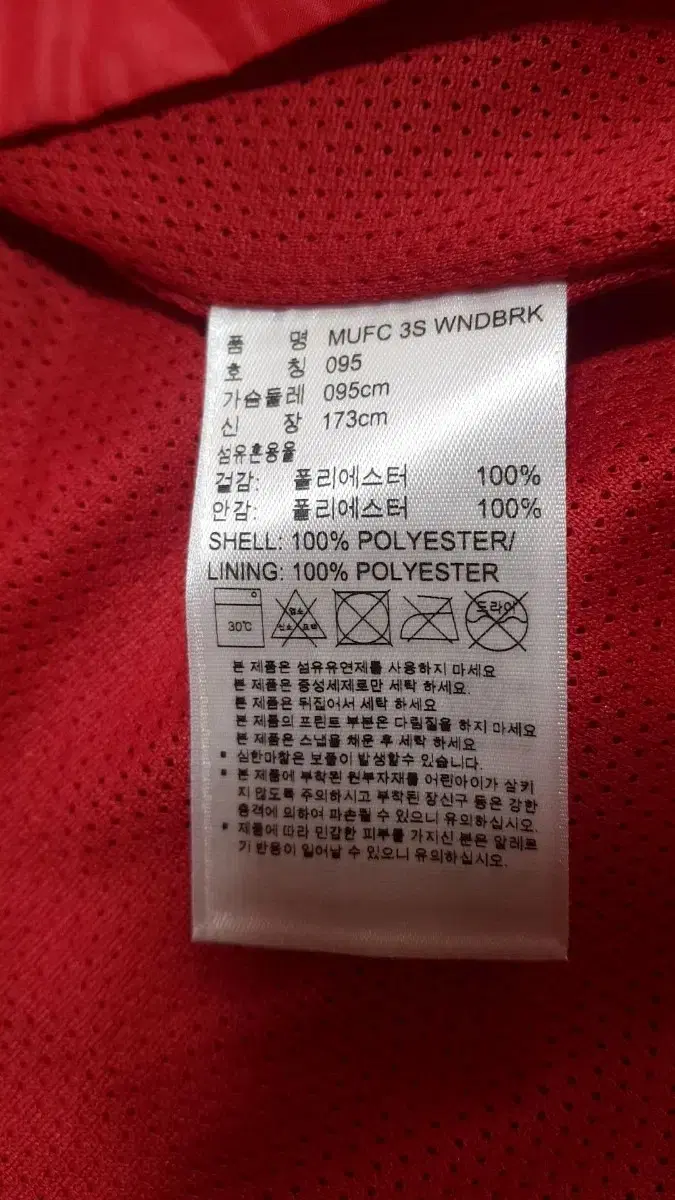 품 명 MUFC 3S WNDBRK
호 칭 095
가슴둘레 095cm
신 장 173cm
섬유혼용율
겉감: 폴리에스터 100%
안감: 폴리에스터 100%
SHELL: 100% POLYESTER/
LINING: 100% POLYESTER
30℃
염소
산소 표백
드라이
본 제품은 섬유유연제를 사용하지 마세요
본 제품은 중성세제로만 세탁 하세요.
본 제품은 뒤집어서 세탁 하세요
본 제품의 프린트 부분은 다림질을 하지 마세요
본 제품은 스냅을 채운 후 세탁 하세요
* 심한마찰은 보풀이 발생할수 있습니다.
* 본 제품에 부착된 원부자재를 어린아이가 삼키
지 않도록 주의하시고 부착된 장신구 등은 강한
충격에 의하여 파손될 수 있으니 유의하십시오.
* 제품에 따라 민감한 피부를 가지신 분은 알레르
기 반응이 일어날 수 있으니 유의하십시오.